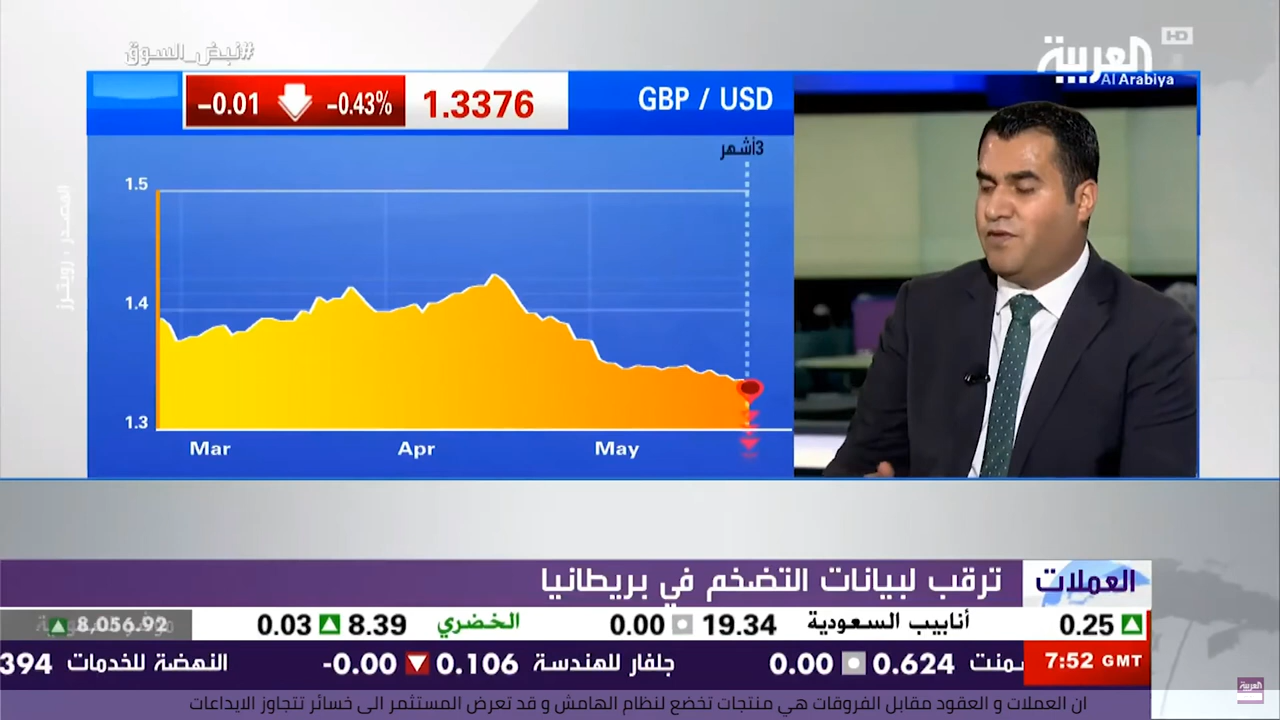 #نبض_السوق
العربية HD
Al Arabiya
-0.01 -0.43% 1.3376 GBP / USD
3أشهر
1.5
1.4
1.3
Mar Apr May
المصدر : رويترز
العملات
ترقب لبيانات التضخم في بريطانيا
0.25 أنابيب السعودية 19.34 0.00 الخضري 8.39 0.03
8,056.92
7:52 GMT
سمنت 0.624 0.00 جلفار للهندسة 0.106 -0.00 النهضة للخدمات 394
العربية
ان العملات و العقود مقابل الفروقات هي منتجات تخضع لنظام الهامش و قد تعرض المستثمر الى خسائر تتجاوز الايداعات